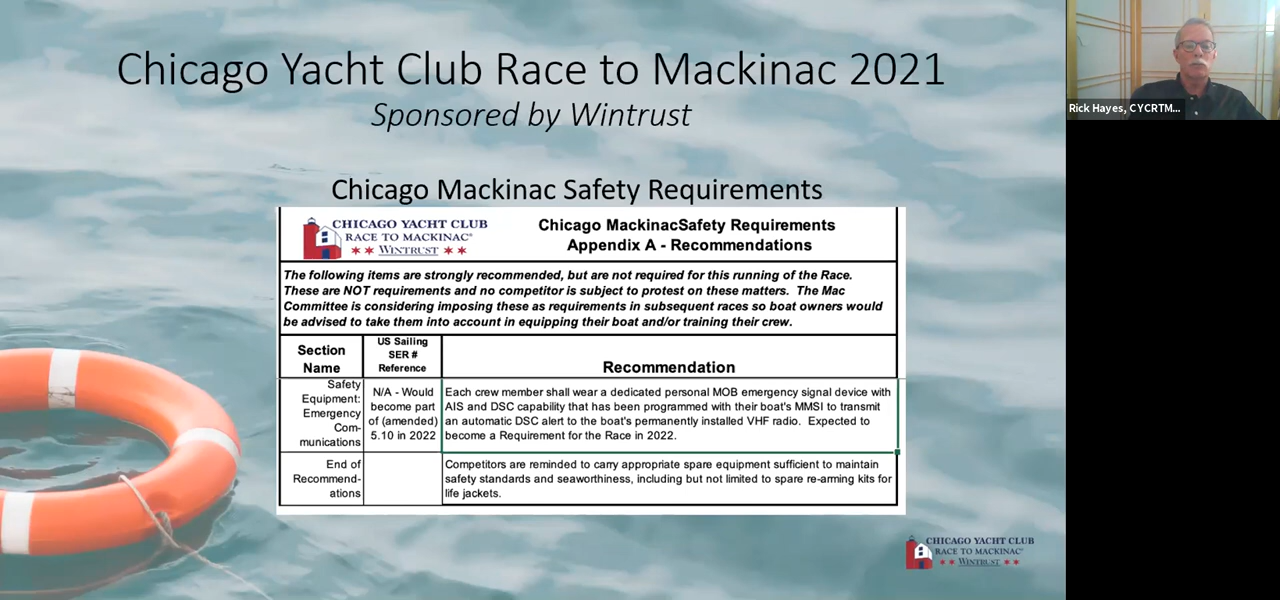 Chicago Yacht Club Race to Mackinac 2021
Sponsored by Wintrust
Rick Hayes, CYCRTM...
Chicago Mackinac Safety Requirements
CHICAGO YACHT CLUB
RACE TO MACKINAC®
WINTRUST
Chicago MackinacSafety Requirements
Appendix A - Recommendations
The following items are strongly recommended, but are not required for this running of the Race.
These are NOT requirements and no competitor is subject to protest on these matters. The Mac
Committee is considering imposing these as requirements in subsequent races so boat owners would
be advised to take them into account in equipping their boat and/or training their crew.
Section
Name
US Sailing
SER #
Reference
Recommendation
Safety
Equipment:
Emergency
Com-
munications
N/A - Would
become part
of (amended)
5.10 in 2022
Each crew member shall wear a dedicated personal MOB emergency signal device with
AIS and DSC capability that has been programmed with their boat's MMSI to transmit
an automatic DSC alert to the boat's permanently installed VHF radio. Expected to
become a Requirement for the Race in 2022.
End of
Recommend-
ations
Competitors are reminded to carry appropriate spare equipment sufficient to maintain
safety standards and seaworthiness, including but not limited to spare re-arming kits for
life jackets.
CHICAGO YACHT CLUB
RACE TO MACKINAC®
WINTRUST